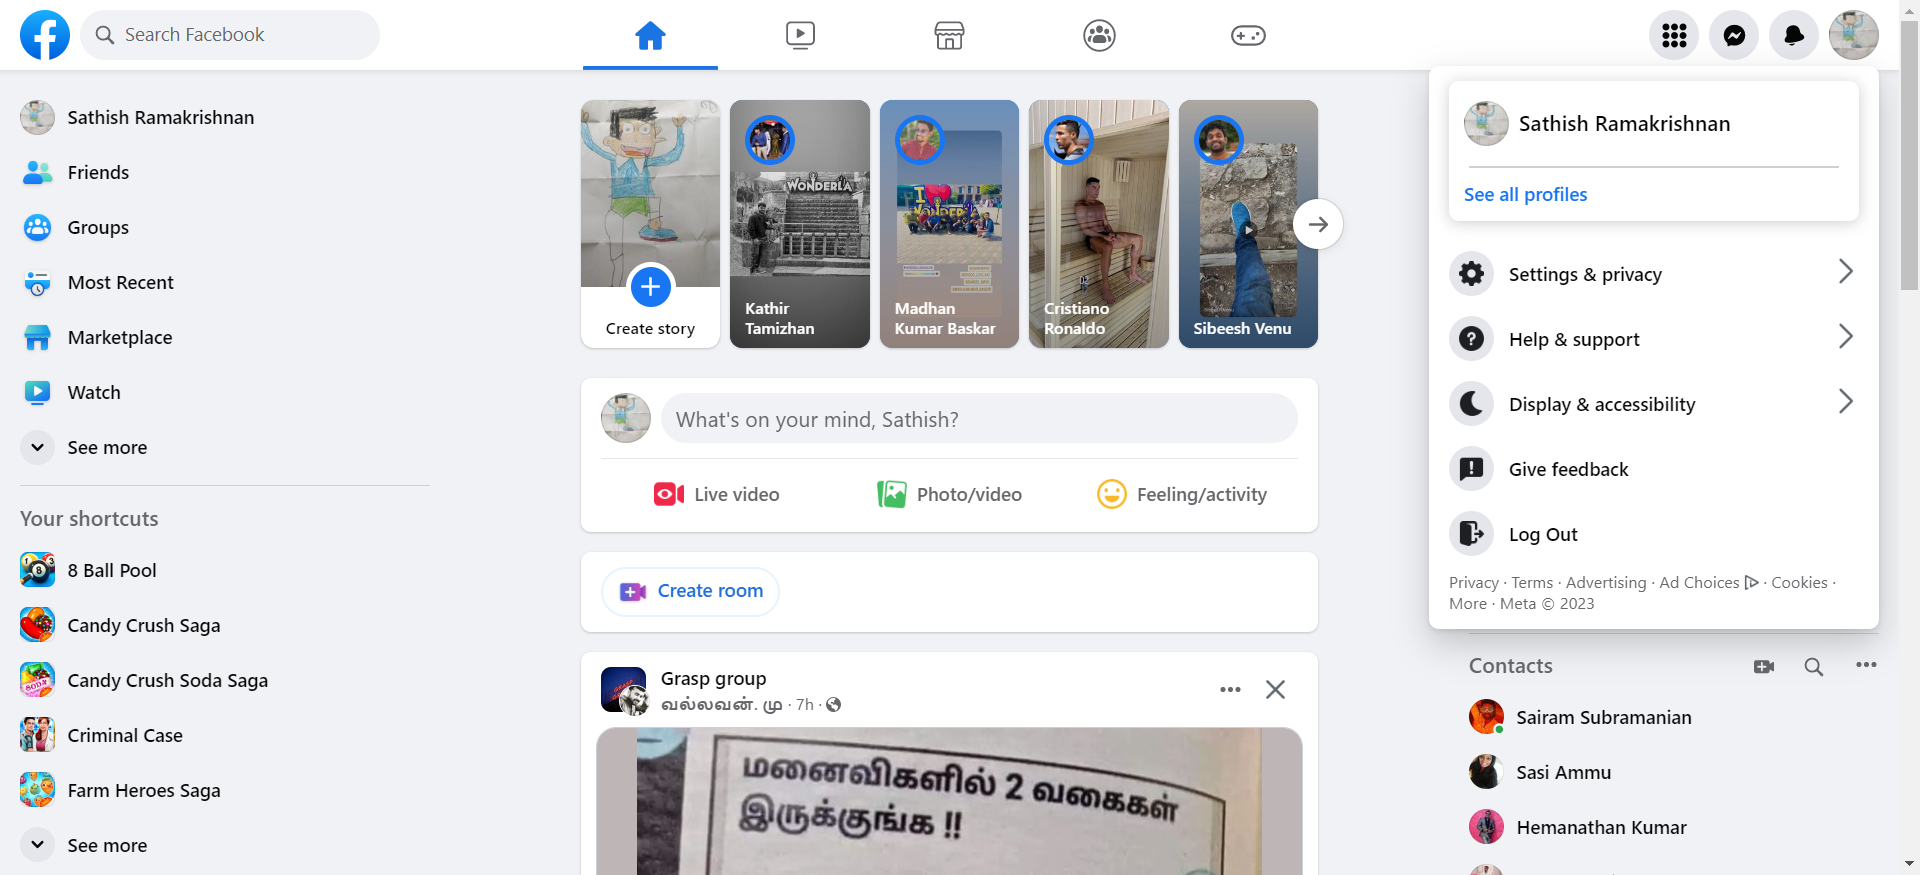 Search Facebook
Sathish Ramakrishnan
Friends
Groups
Most Recent
Marketplace
Watch
See more
Your shortcuts
8 Ball Pool
Candy Crush Saga
Candy Crush Soda Saga
Criminal Case
Farm Heroes Saga
See more
Create story
WONDERLA
Kathir
Tamizhan
I
WONDERLA
Madhan
Kumar Baskar
Cristiano
Ronaldo
Sibeesh Venu
What's on your mind, Sathish?
Live video
Photo/video
Feeling/activity
Create room
Grasp group
வல்லவன். மு · 7h ·
மனைவிகளில் 2 வகைகள்
இருக்குங்க !!
Sathish Ramakrishnan
See all profiles
Settings & privacy
Help & support
Display & accessibility
Give feedback
Log Out
Privacy · Terms · Advertising · Ad Choices · Cookies ·
More · Meta © 2023
Contacts
Sairam Subramanian
Sasi Ammu
Hemanathan Kumar